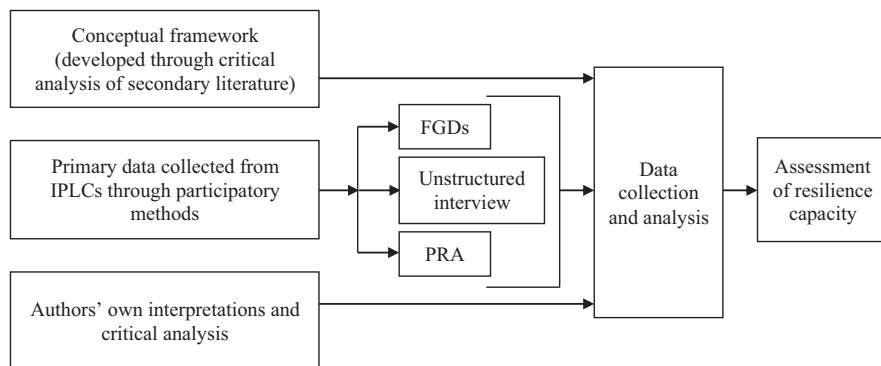 Conceptual framework
(developed through critical
analysis of secondary literature)
Primary data collected from
IPLCs through participatory
methods
Authors’ own interpretations and
critical analysis
FGDs
Unstructured
interview
PRA
Data
collection
and analysis
Assessment
of resilience
capacity